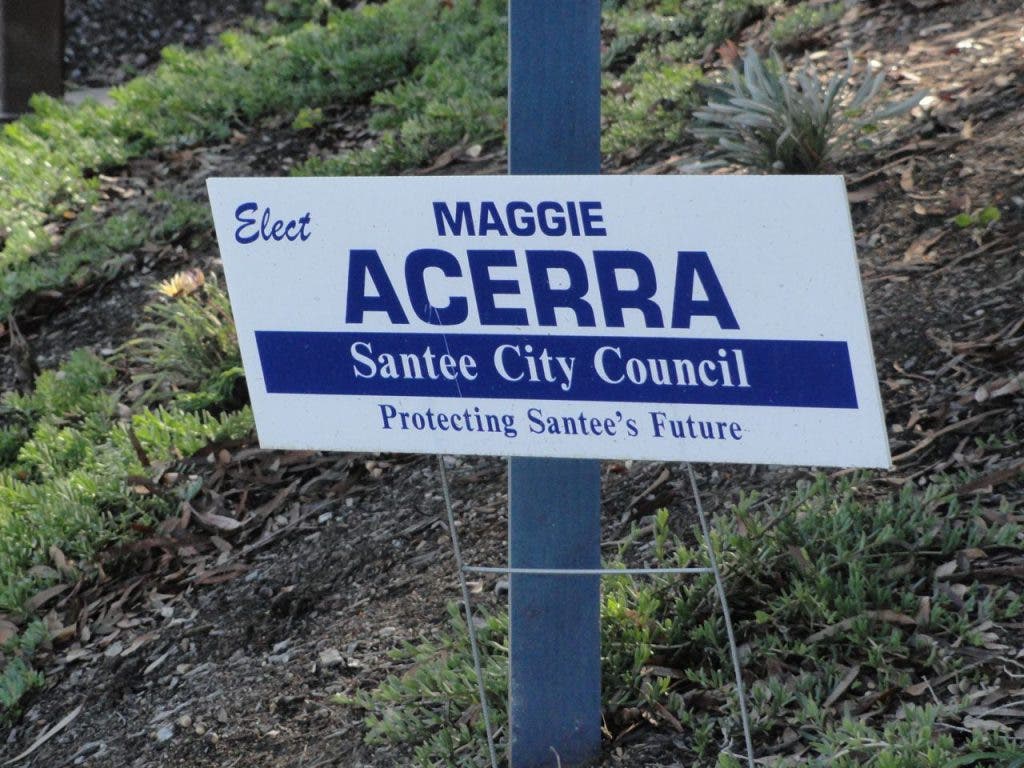 Elect
MAGGIE
ACERRA
Santee City Council
Protecting Santee's Future